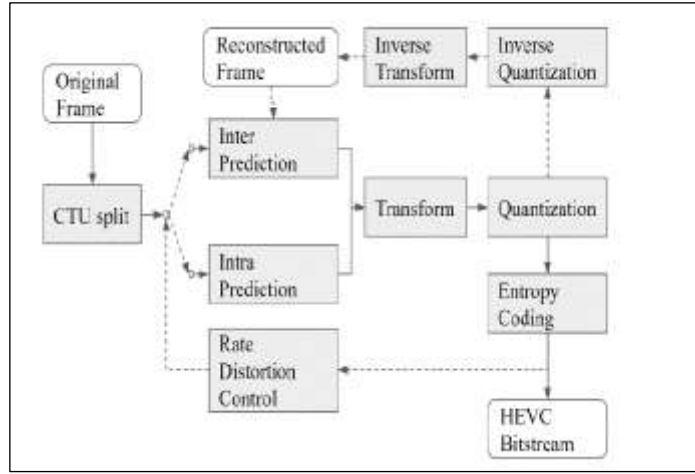 Reconstructed
Frame
Inverse
Transform
Inverse
Quantization
Original
Frame
Inter
Prediction
CTU split
Transform
Quantization
Intra
Prediction
Entropy
Coding
Rate
Distortion
Control
HEVC
Bitstream